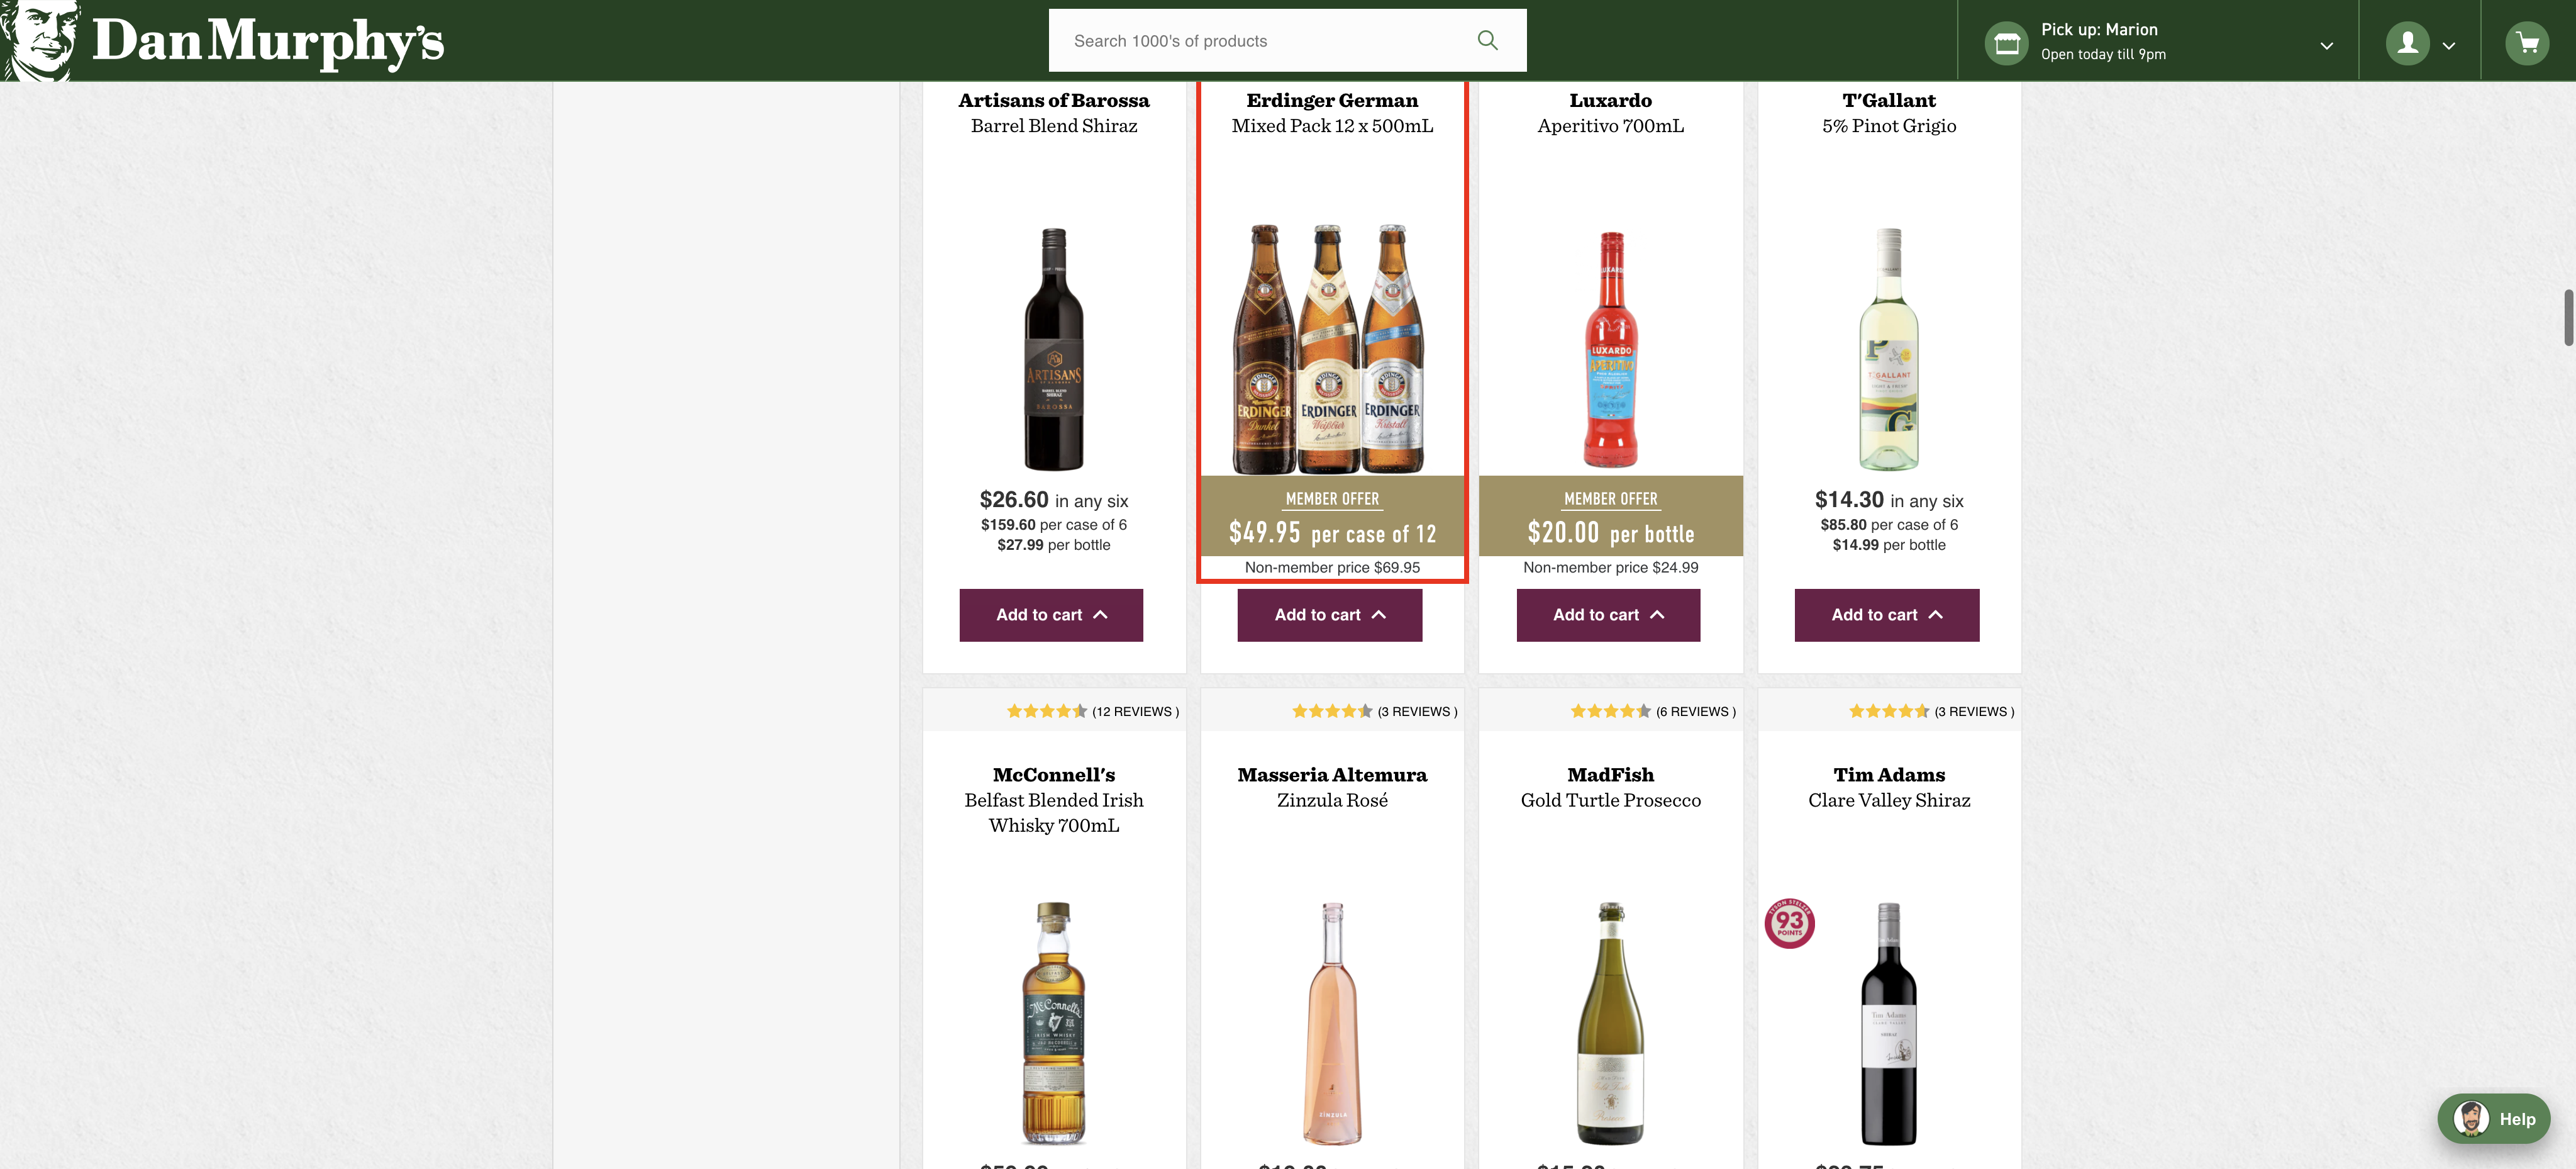 Dan Murphy's
Search 1000's of products
Pick up: Marion
Open today till 9pm
Artisans of Barossa
Barrel Blend Shiraz
ARTISANS
BAROSSA
$26.60 in any six
$159.60 per case of 6
$27.99 per bottle
Add to cart
Erdinger German
Mixed Pack 12 x 500mL
ERDINGER
Dunkel
ERDINGER
Weißbier
ERDINGER
Kristall
MEMBER OFFER
$49.95 per case of 12
Non-member price $69.95
Add to cart
Luxardo
Aperitivo 700mL
LUXARDO
LUXARDO
APERITIVO
MEMBER OFFER
$20.00 per bottle
Non-member price $24.99
Add to cart
T'Gallant
5% Pinot Grigio
T'GALLANT
$14.30 in any six
$85.80 per case of 6
$14.99 per bottle
Add to cart
(12 REVIEWS )
McConnell's
Belfast Blended Irish
Whisky 700mL
McConnell's
IRISH WHISKY
(3 REVIEWS )
Masseria Altemura
Zinzula Rosé
ZINZULA
(6 REVIEWS )
MadFish
Gold Turtle Prosecco
(3 REVIEWS )
Tim Adams
Clare Valley Shiraz
TYSON STELZER
93
POINTS
Tim Adams
SHIRAZ
Help